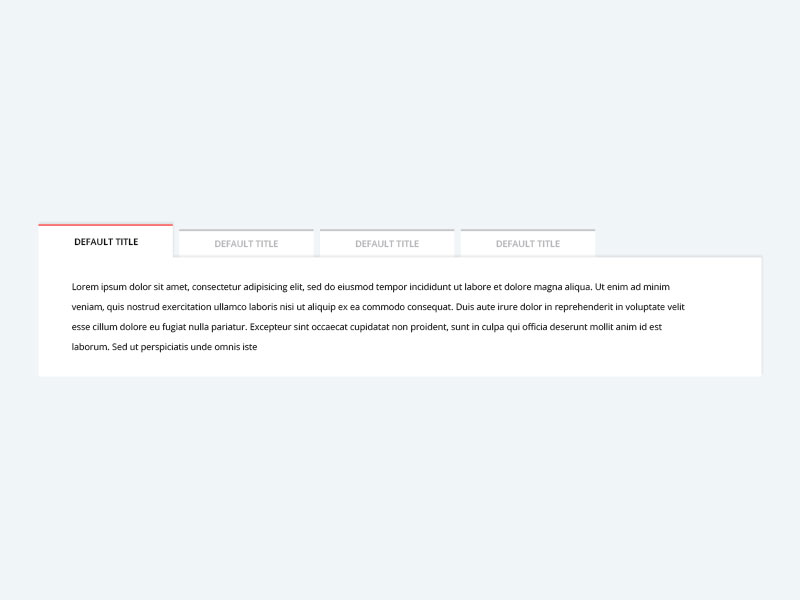 DEFAULT TITLE
DEFAULT TITLE
DEFAULT TITLE
DEFAULT TITLE
Lorem ipsum dolor sit amet, consectetur adipisicing elit, sed do eiusmod tempor incididunt ut labore et dolore magna aliqua. Ut enim ad minim
veniam, quis nostrud exercitation ullamco laboris nisi ut aliquip ex ea commodo consequat. Duis aute irure dolor in reprehenderit in voluptate velit
esse cillum dolore eu fugiat nulla pariatur. Excepteur sint occaecat cupidatat non proident, sunt in culpa qui officia deserunt mollit anim id est
laborum. Sed ut perspiciatis unde omnis iste